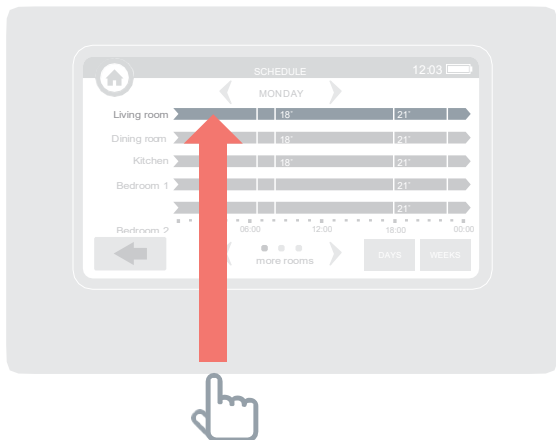 SCHEDULE 12:03
MONDAY
Living room 18° 21°
Dining room 18° 21°
Kitchen 18° 21°
Bedroom 1 21°
21°
Bedroom 2 06:00 12:00 18:00 00:00
more rooms DAYS WEEKS